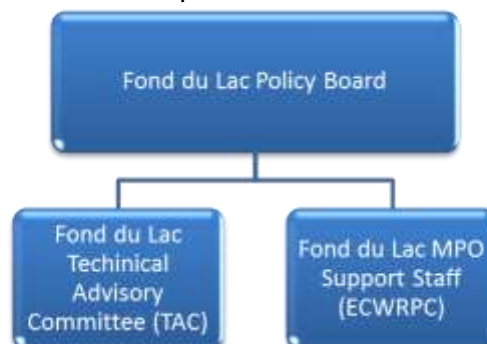 Fond du Lac Policy Board
Fond du Lac
Techinical
Advisory
Committee (TAC)
Fond du Lac MPO
Support Staff
(ECWRPC)